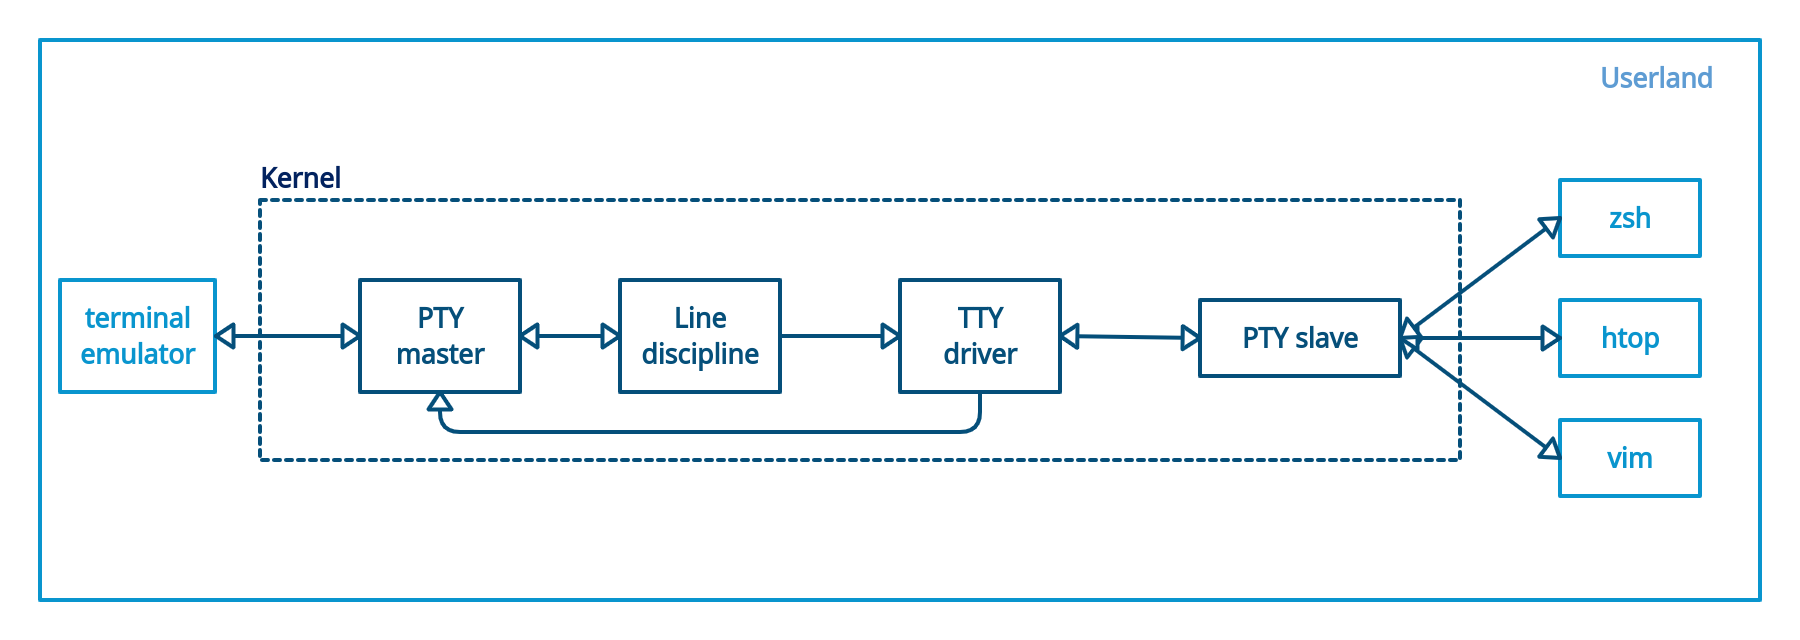 Userland
Kernel
terminal
emulator
PTY
master
Line
discipline
TTY
driver
PTY slave
zsh
htop
vim